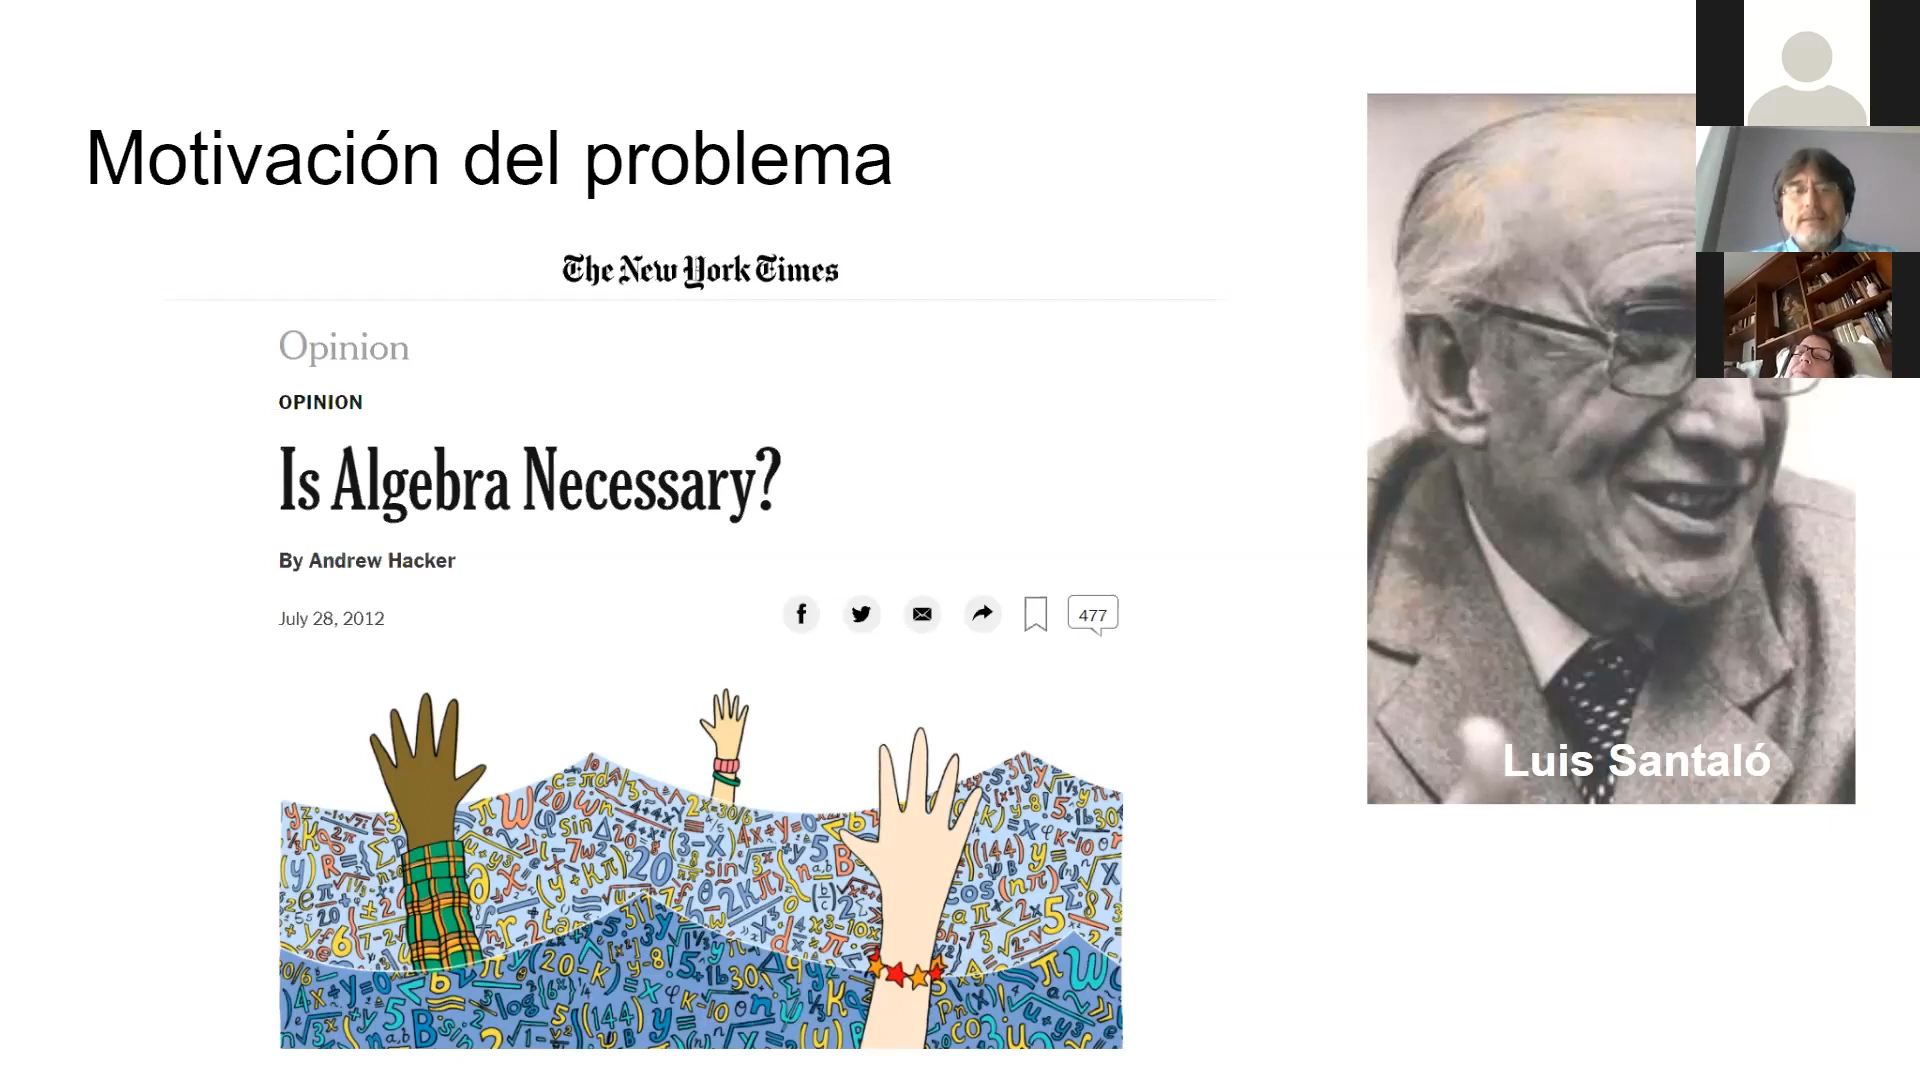 Motivación del problema
The New York Times
Opinion
OPINION
Is Algebra Necessary?
By Andrew Hacker
July 28, 2012
477
Luis Santaló